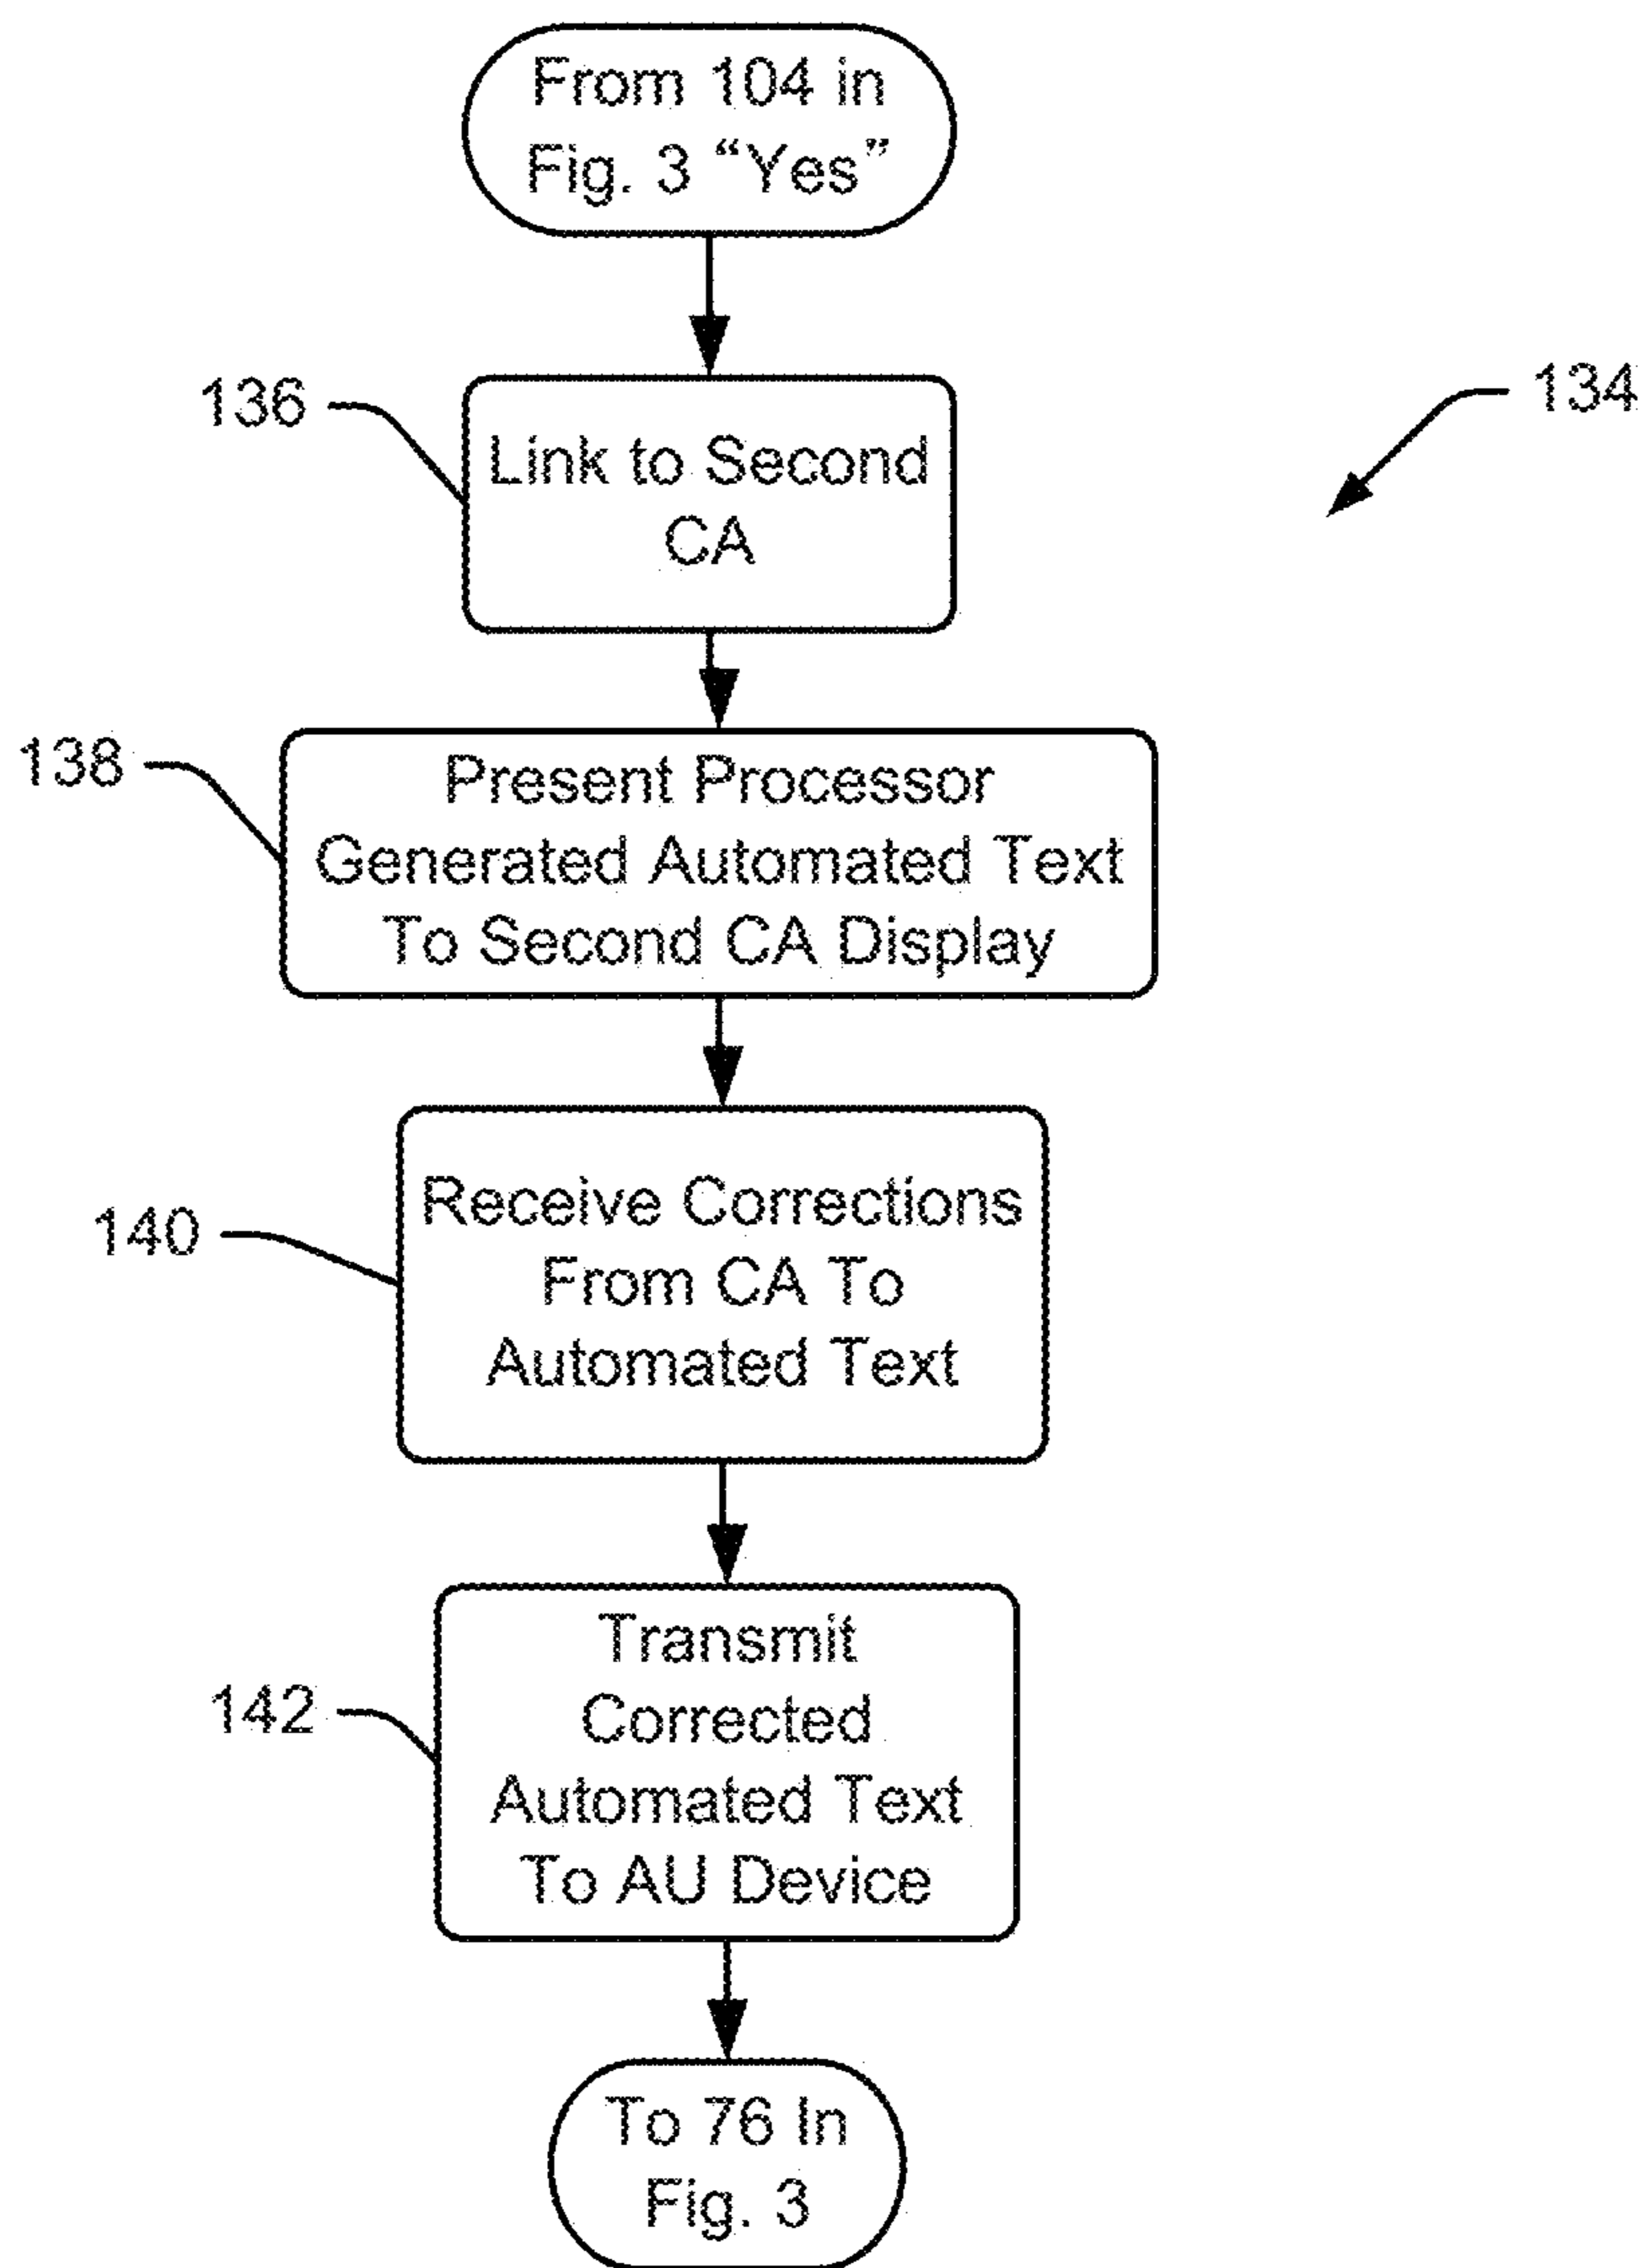 From 104 in
Fig. 3 “Yes”
136
134
Link to Second
CA
138
Present Processor
Generated Automated Text
To Second CA Display
140
Receive Corrections
From CA To
Automated Text
142
Transmit
Corrected
Automated Text
To AU Device
To 76 In
Fig. 3